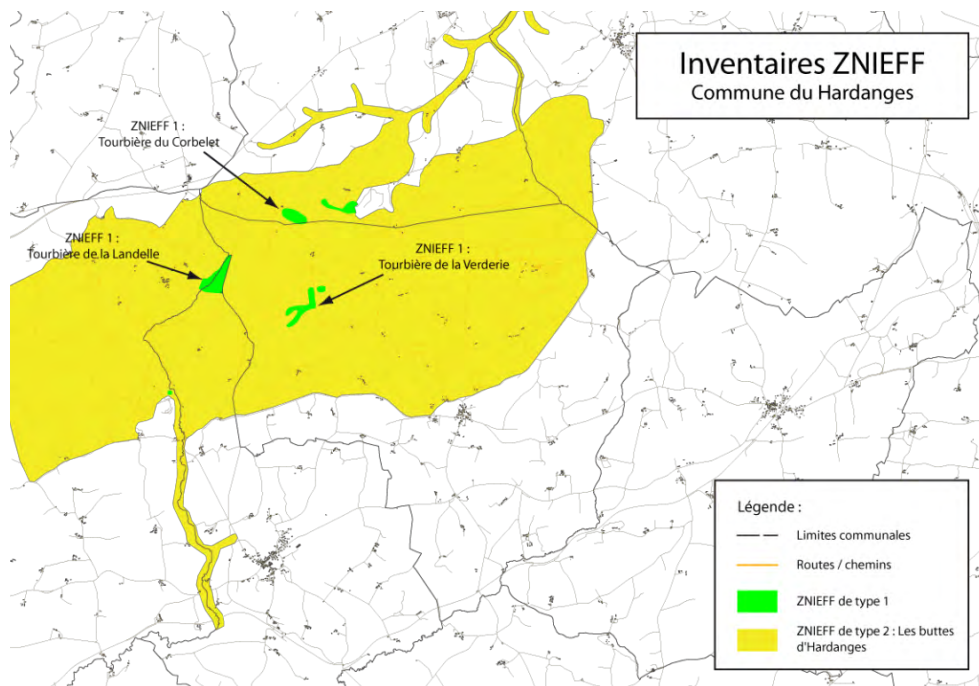 Inventaires ZNIEFF
Commune du Hardanges
ZNIEFF 1 :
Tourbière du Corbelet
ZNIEFF 1 :
Tourbière de la Landelle
ZNIEFF 1 :
Tourbière de la Verderie
Légende :
Limites communales
Routes / chemins
ZNIEFF de type 1
ZNIEFF de type 2 : Les buttes
d'Hardanges